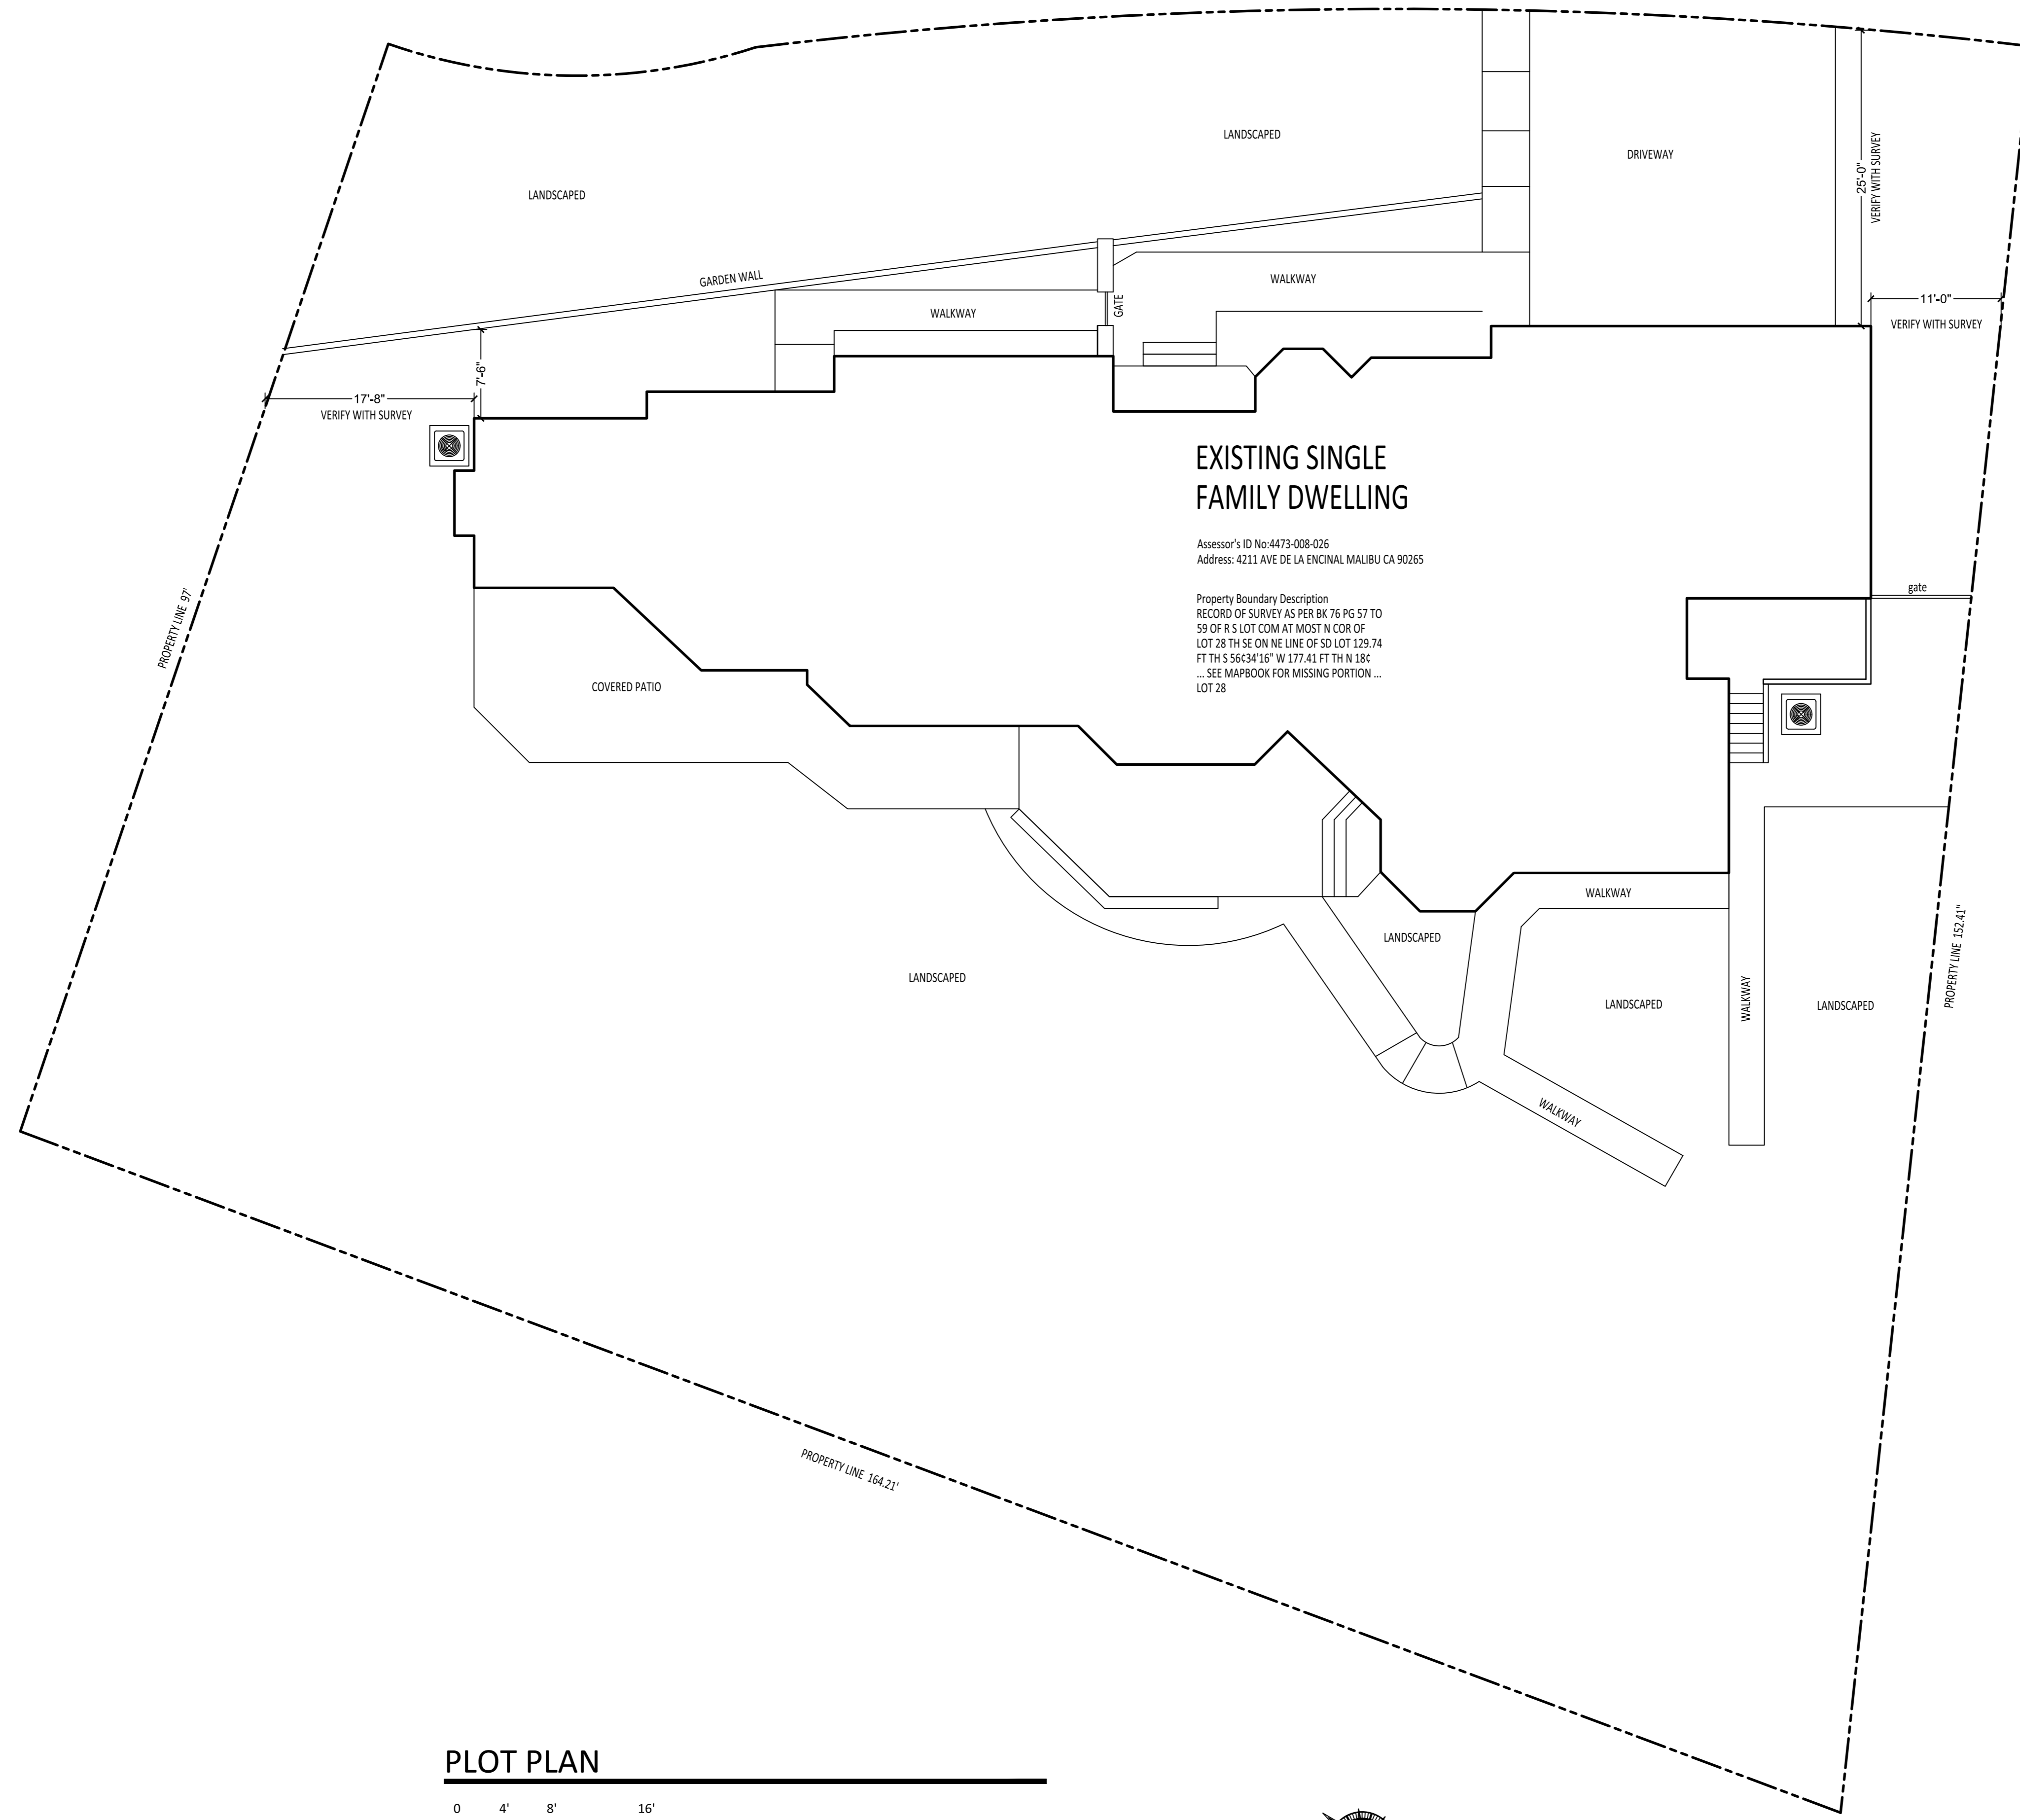 LANDSCAPED
DRIVEWAY
25'-0"
VERIFY WITH SURVEY
LANDSCAPED
GARDEN WALL
WALKWAY
WALKWAY
GATE
11'-0"
VERIFY WITH SURVEY
7'-6"
17'-8"
VERIFY WITH SURVEY
EXISTING SINGLE
FAMILY DWELLING
Assessor's ID No:4473-008-026
Address: 4211 AVE DE LA ENCINAL MALIBU CA 90265
Property Boundary Description
RECORD OF SURVEY AS PER BK 76 PG 57 TO
59 OF R S LOT COM AT MOST N COR OF
LOT 28 TH SE ON NE LINE OF SD LOT 129.74
FT TH S 56¢34'16" W 177.41 FT TH N 18¢
... SEE MAPBOOK FOR MISSING PORTION ...
LOT 28
gate
PROPERTY LINE 97'
COVERED PATIO
WALKWAY
LANDSCAPED
LANDSCAPED
LANDSCAPED
WALKWAY
LANDSCAPED
PROPERTY LINE 152.41"
WALKWAY
PROPERTY LINE 164.21'
PLOT PLAN
0 4' 8' 16'